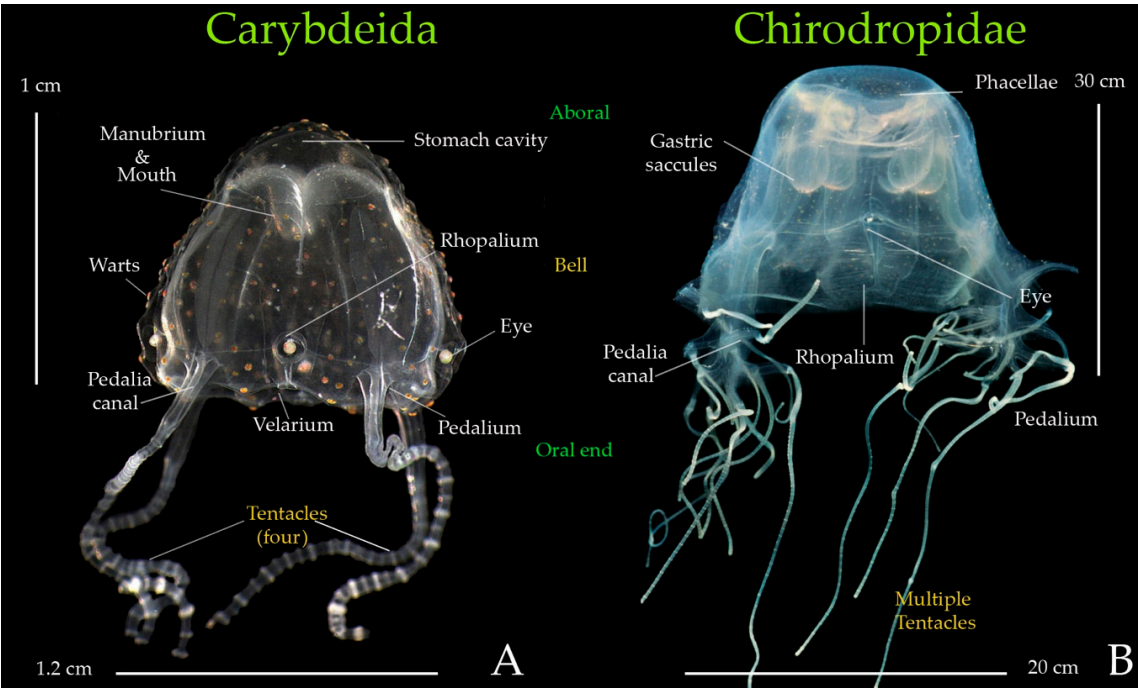 Carybdeida
Chirodropidae
1 cm
Aboral
Manubrium
&
Mouth
Stomach cavity
Rhopalium
Warts
Bell
Eye
Pedalia
canal
Velarium
Pedalium
Oral end
Tentacles
(four)
1.2 cm
A
Phacellae
30 cm
Gastric
saccules
Eye
Pedalia
canal
Rhopalium
Pedalium
Multiple
Tentacles
B
20 cm